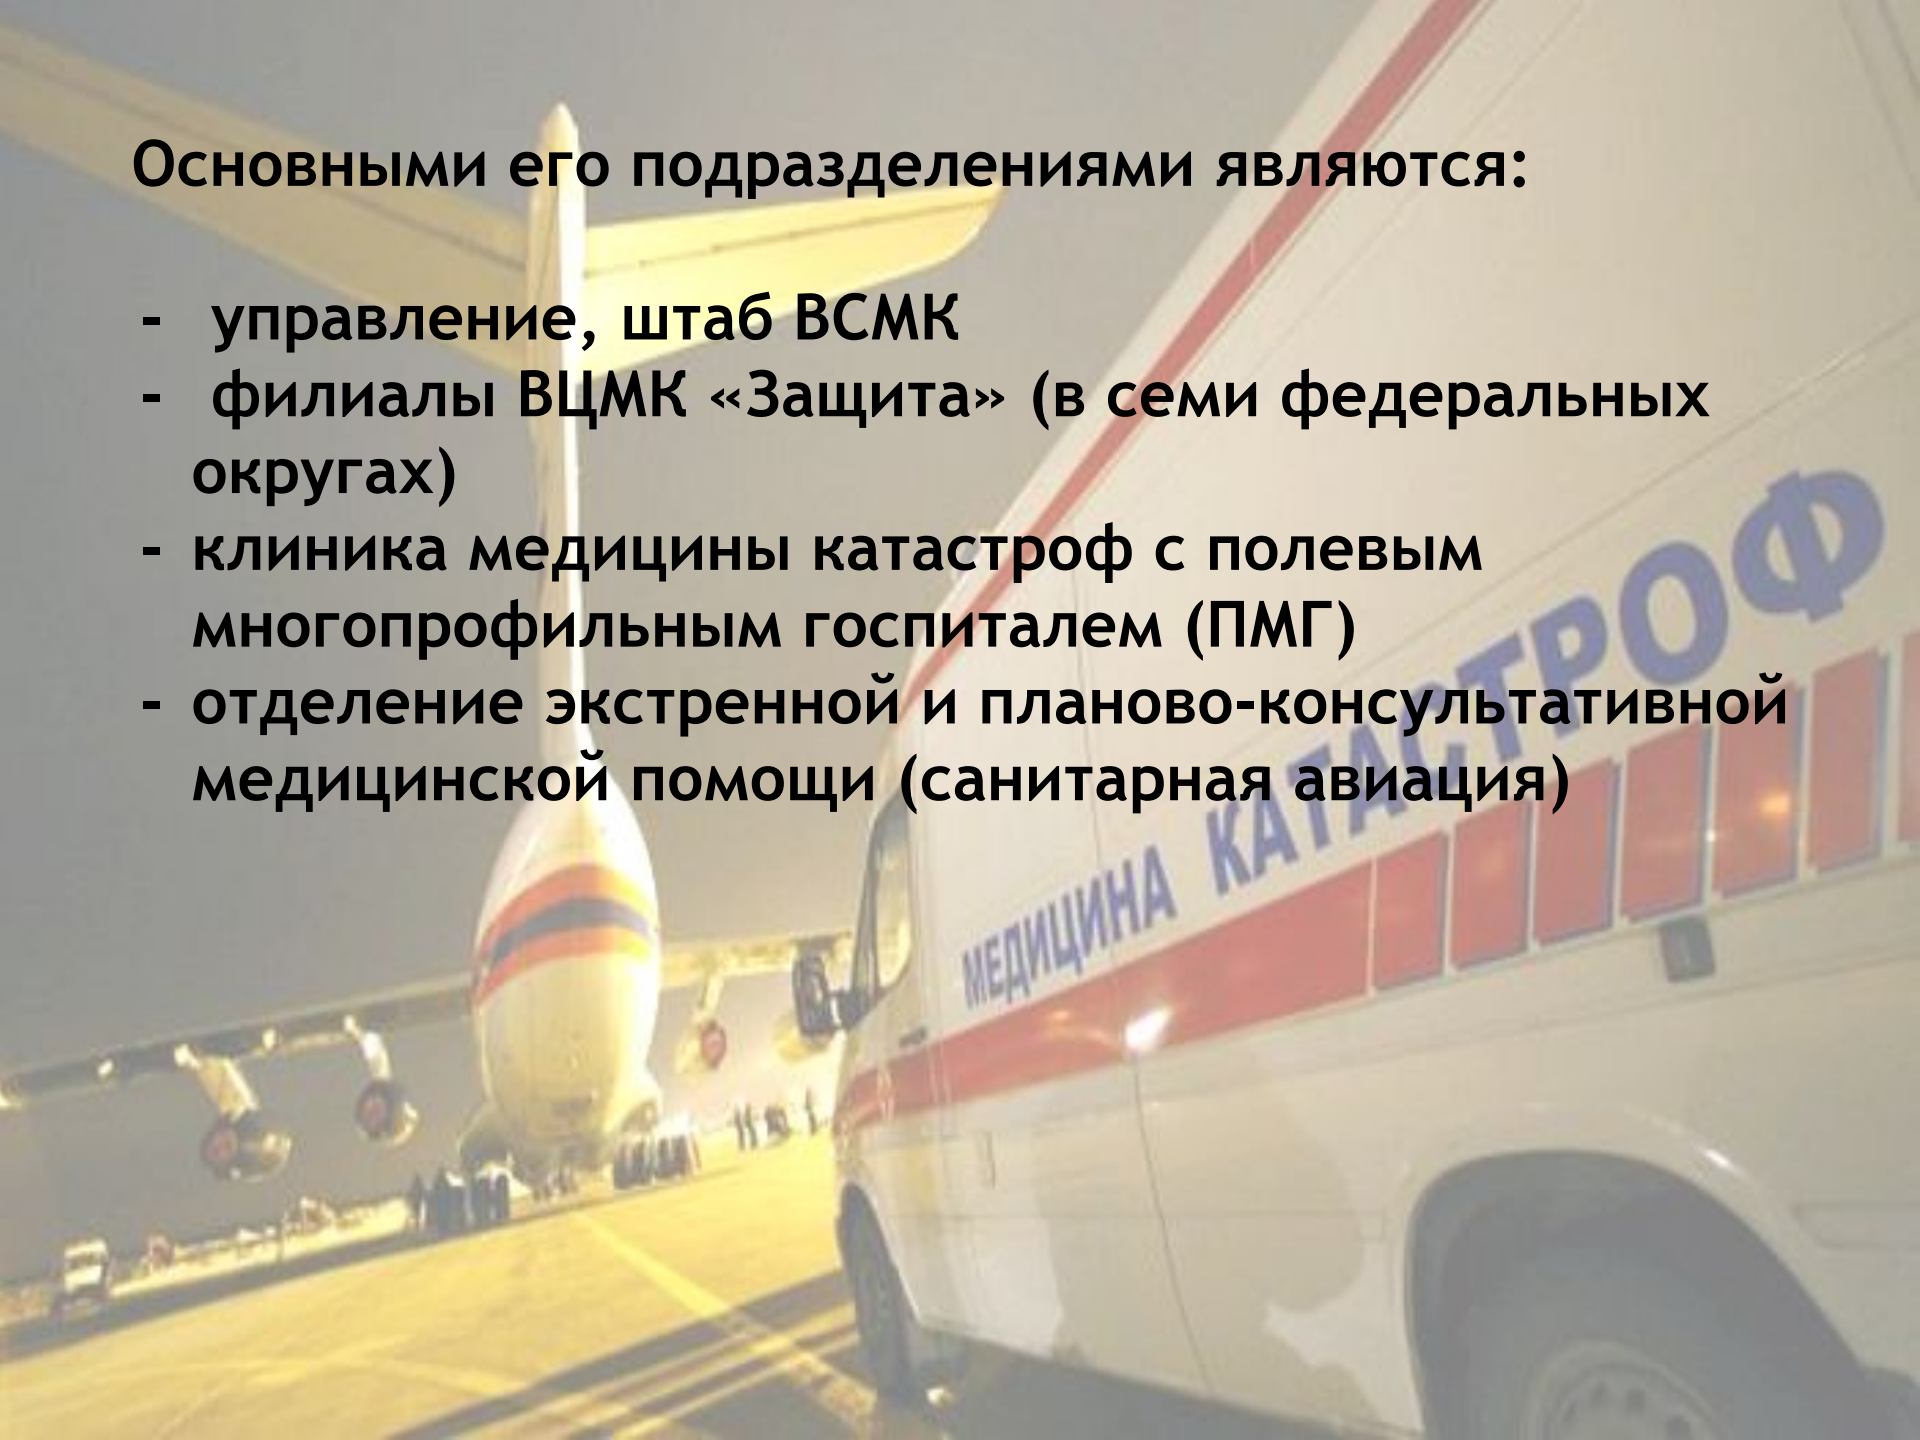 Основными его подразделениями являются:
- управление, штаб ВСМК
- филиалы ВЦМК «Защита» (в семи федеральных
округах)
- клиника медицины катастроф с полевым
многопрофильным госпиталем (ПМГ)
- отделение экстренной и планово-консультативной
медицинской помощи (санитарная авиация)
МЕДИЦИНА КАТАСТРОФ